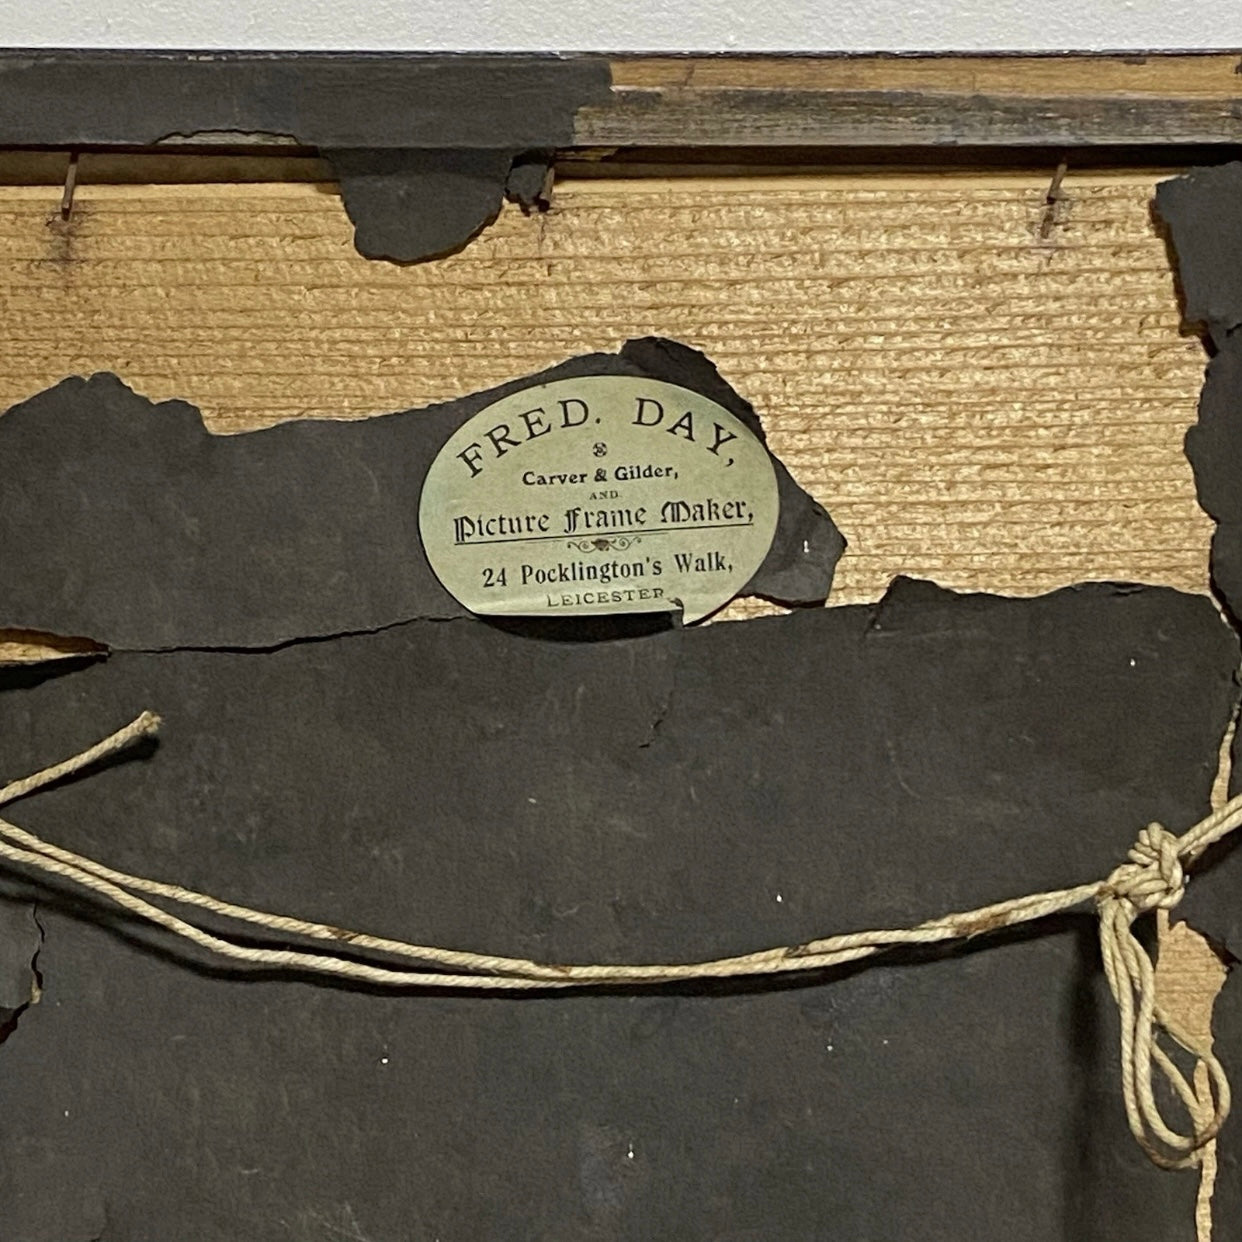 FRED. DAY,
Carver & Gilder,
AND
Picture Frame Maker,
24 Pocklington's Walk,
LEICESTER